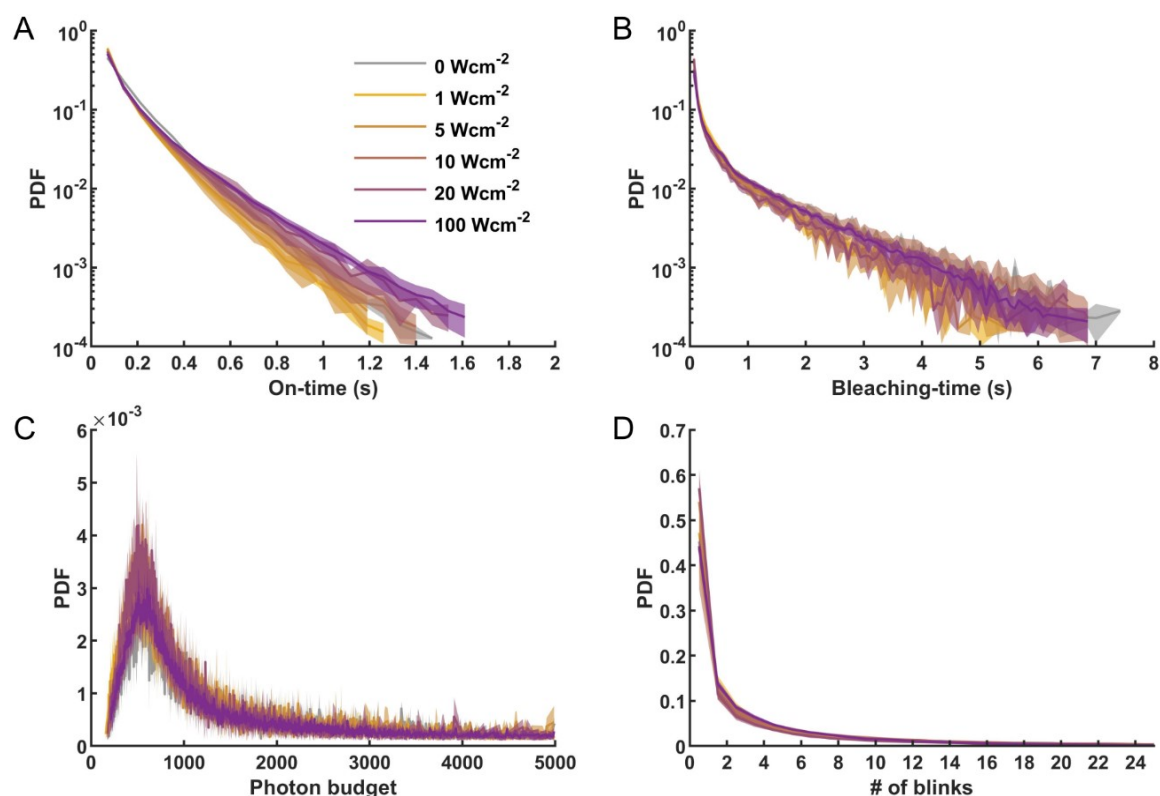 A
PDF
10^0
10^-1
10^-2
10^-3
10^-4
0 0.2 0.4 0.6 0.8 1 1.2 1.4 1.6 1.8 2
On-time (s)
0 Wcm^-2
1 Wcm^-2
5 Wcm^-2
10 Wcm^-2
20 Wcm^-2
100 Wcm^-2
B
PDF
10^0
10^-1
10^-2
10^-3
10^-4
0 1 2 3 4 5 6 7 8
Bleaching-time (s)
C
×10^-3
PDF
6
5
4
3
2
1
0
0 1000 2000 3000 4000 5000
Photon budget
D
PDF
0.7
0.6
0.5
0.4
0.3
0.2
0.1
0
0 2 4 6 8 10 12 14 16 18 20 22 24
# of blinks